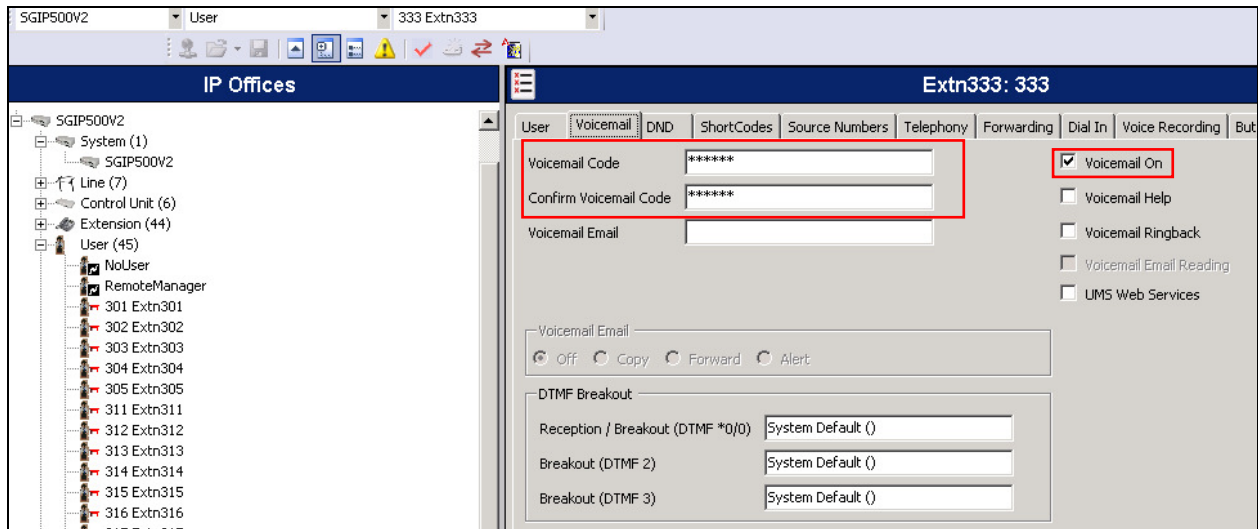 SGIP500V2 User 333 Extn333
IP Offices
Extn333: 333
SGIP500V2
System (1)
SGIP500V2
Line (7)
Control Unit (6)
Extension (44)
User (45)
NoUser
RemoteManager
301 Extn301
302 Extn302
303 Extn303
304 Extn304
305 Extn305
311 Extn311
312 Extn312
313 Extn313
314 Extn314
315 Extn315
316 Extn316
User Voicemail DND ShortCodes Source Numbers Telephony Forwarding Dial In Voice Recording But
Voicemail Code ******
Confirm Voicemail Code ******
Voicemail Email
Voicemail On
Voicemail Help
Voicemail Ringback
Voicemail Email Reading
UMS Web Services
Voicemail Email
Off Copy Forward Alert
DTMF Breakout
Reception / Breakout (DTMF *0/0) System Default ()
Breakout (DTMF 2) System Default ()
Breakout (DTMF 3) System Default ()